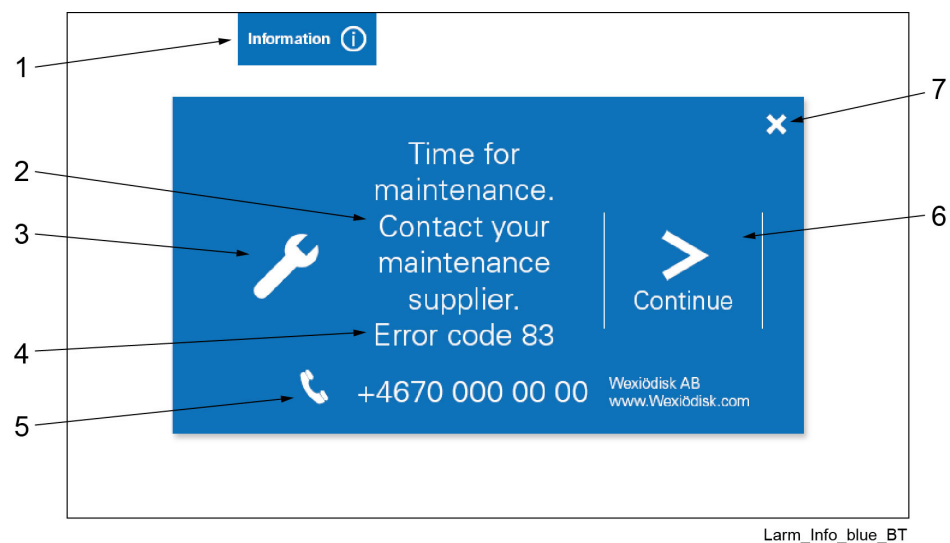 Information
1
7
2
Time for
maintenance.
Contact your
maintenance
supplier.
Error code 83
3
6
Continue
4
5
+4670 000 00 00
Wexiödisk AB
www.Wexiödisk.com
Larm_Info_blue_BT